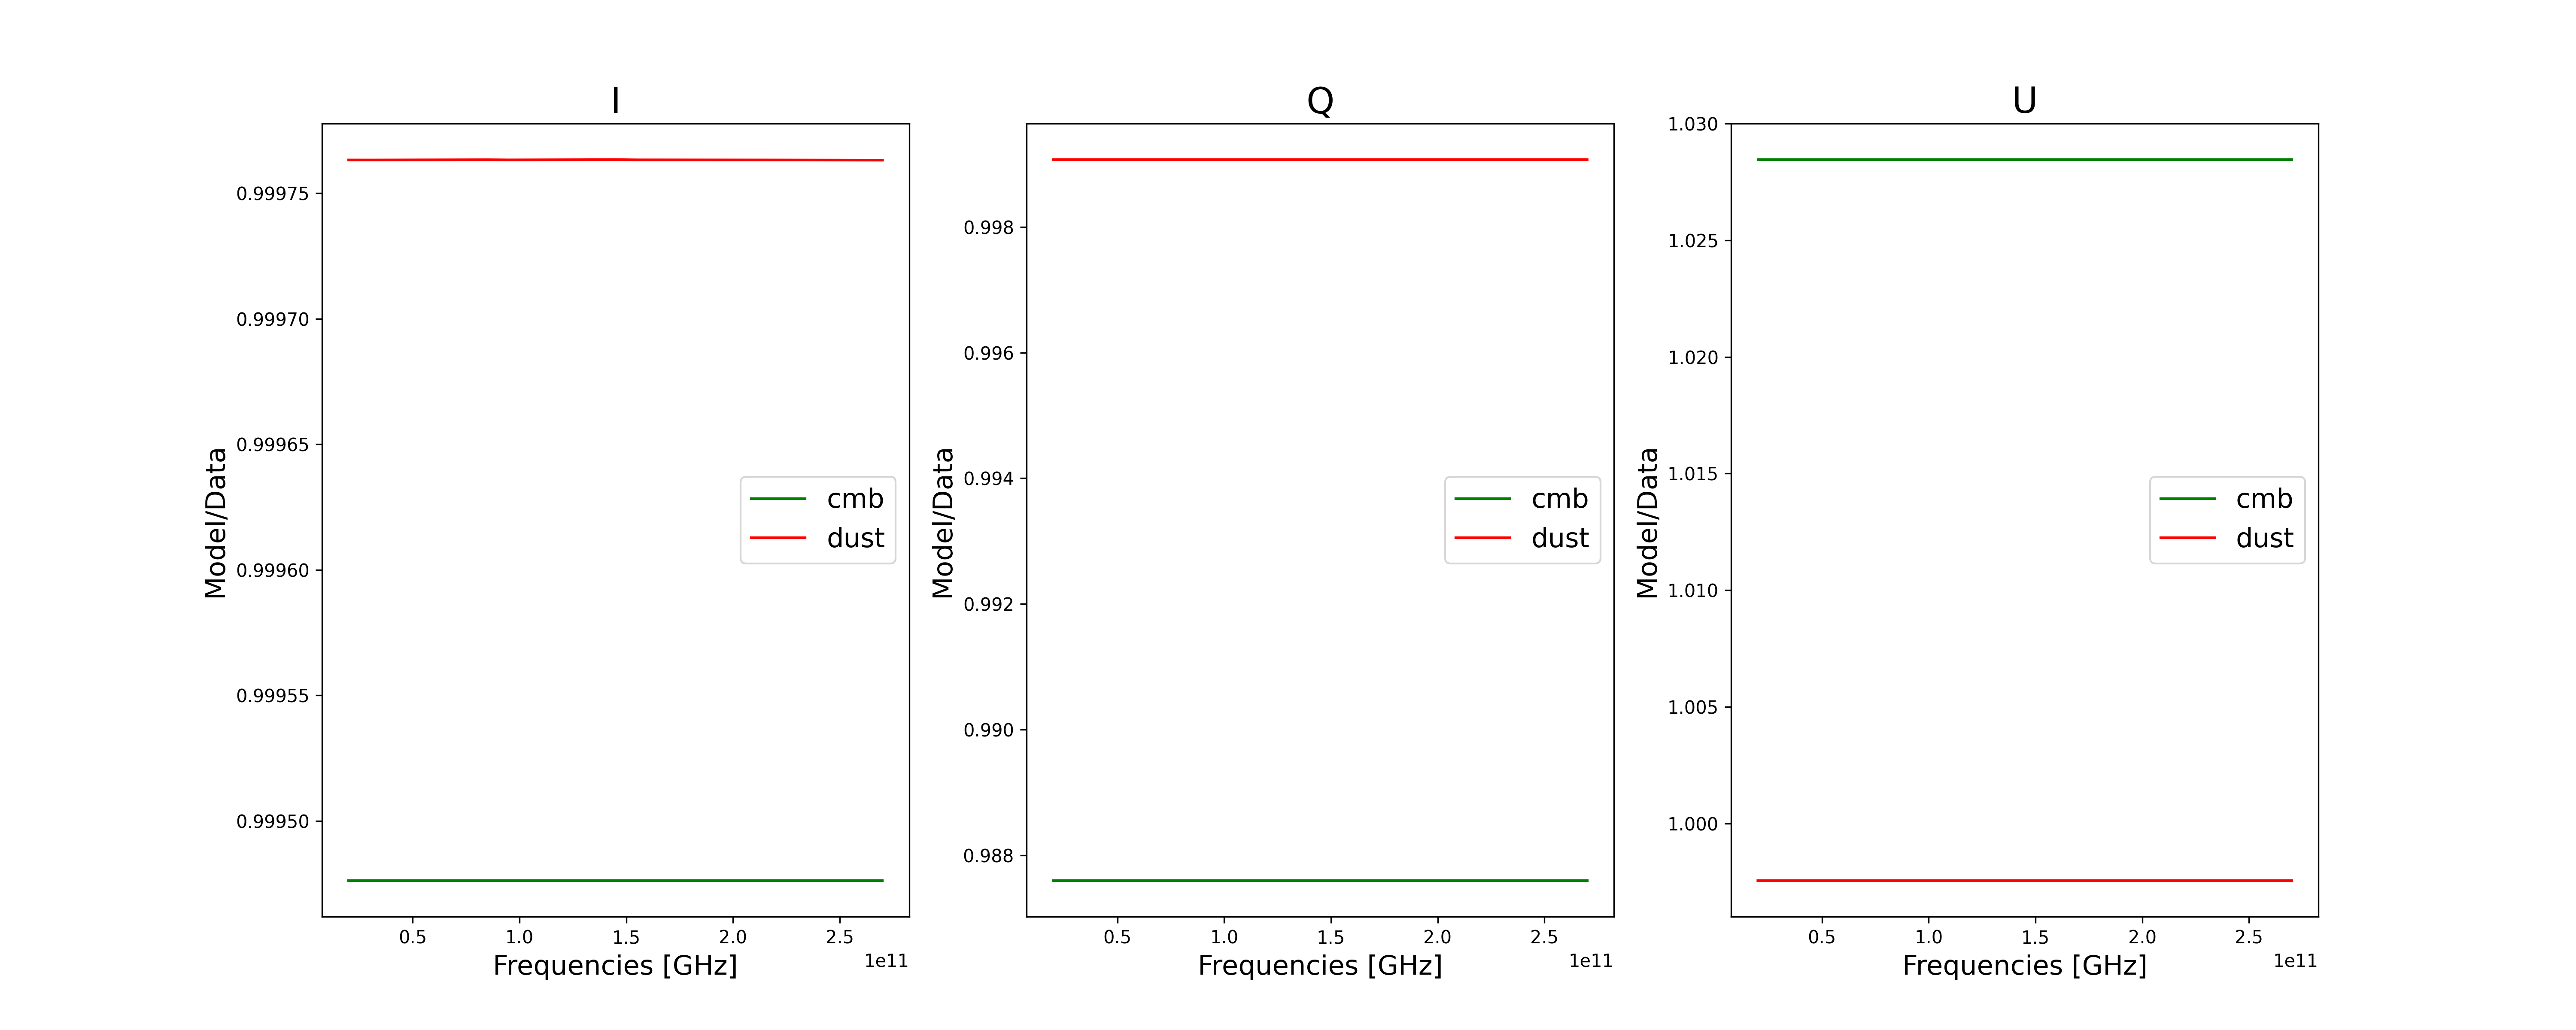 I
Model/Data
0.99975
0.99970
0.99965
0.99960
0.99955
0.99950
cmb
dust
0.5 1.0 1.5 2.0 2.5
Frequencies [GHz]
1e11
Q
Model/Data
0.998
0.996
0.994
0.992
0.990
0.988
cmb
dust
0.5 1.0 1.5 2.0 2.5
Frequencies [GHz]
1e11
U
Model/Data
1.030
1.025
1.020
1.015
1.010
1.005
1.000
cmb
dust
0.5 1.0 1.5 2.0 2.5
Frequencies [GHz]
1e11